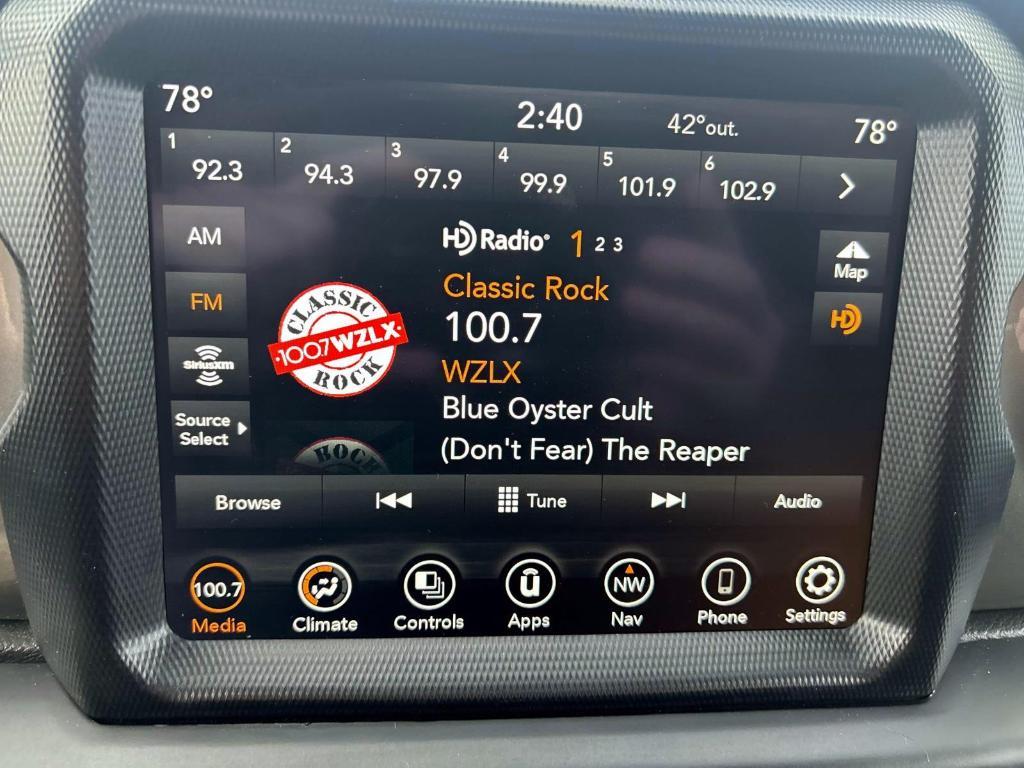 78°
2:40
42°out.
78°
1 92.3
2 94.3
3 97.9
4 99.9
5 101.9
6 102.9
AM
FM
SiriusXM
Source
Select
CLASSIC
·100.7 WZLX·
ROCK
ROCK
HD Radio® 1 2 3
Classic Rock
100.7
WZLX
Blue Oyster Cult
(Don't Fear) The Reaper
Map
HD
Browse
Tune
Audio
100.7
Media
Climate
Controls
u
Apps
NW
Nav
Phone
Settings